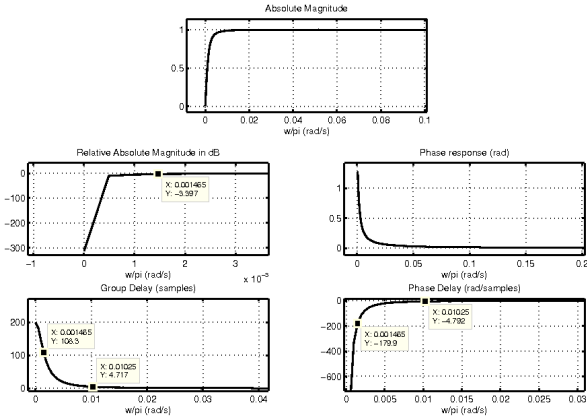 Absolute Magnitude
1
0.5
0
0 0.02 0.04 0.06 0.08 0.1
w/pi (rad/s)
Relative Absolute Magnitude in dB
0
-100
-200
-300
X: 0.001465
Y: -3.397
-1 0 1 2 3
x 10⁻³
w/pi (rad/s)
Phase response (rad)
1
0.5
0
0 0.05 0.1 0.15 0.2
w/pi (rad/s)
Group Delay (samples)
200
100
0
X: 0.001465
Y: 108.3
X: 0.01025
Y: 4.717
0 0.01 0.02 0.03 0.04
w/pi (rad/s)
Phase Delay (rad/samples)
-200
-400
-600
X: 0.01025
Y: -4.792
X: 0.001465
Y: -179.9
0 0.005 0.01 0.015 0.02 0.025 0.03
w/pi (rad/s)